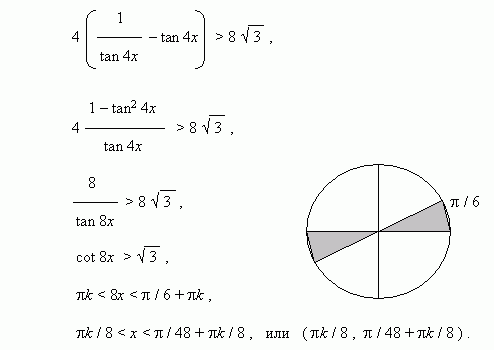 4 ( 1 / tan 4x − tan 4x ) > 8 √3 ,
4 (1 − tan² 4x) / tan 4x > 8 √3 ,
8 / tan 8x > 8 √3 ,
cot 8x > √3 ,
π / 6
πk < 8x < π / 6 + πk ,
πk / 8 < x < π / 48 + πk / 8 , или ( πk / 8 , π / 48 + πk / 8 ) .